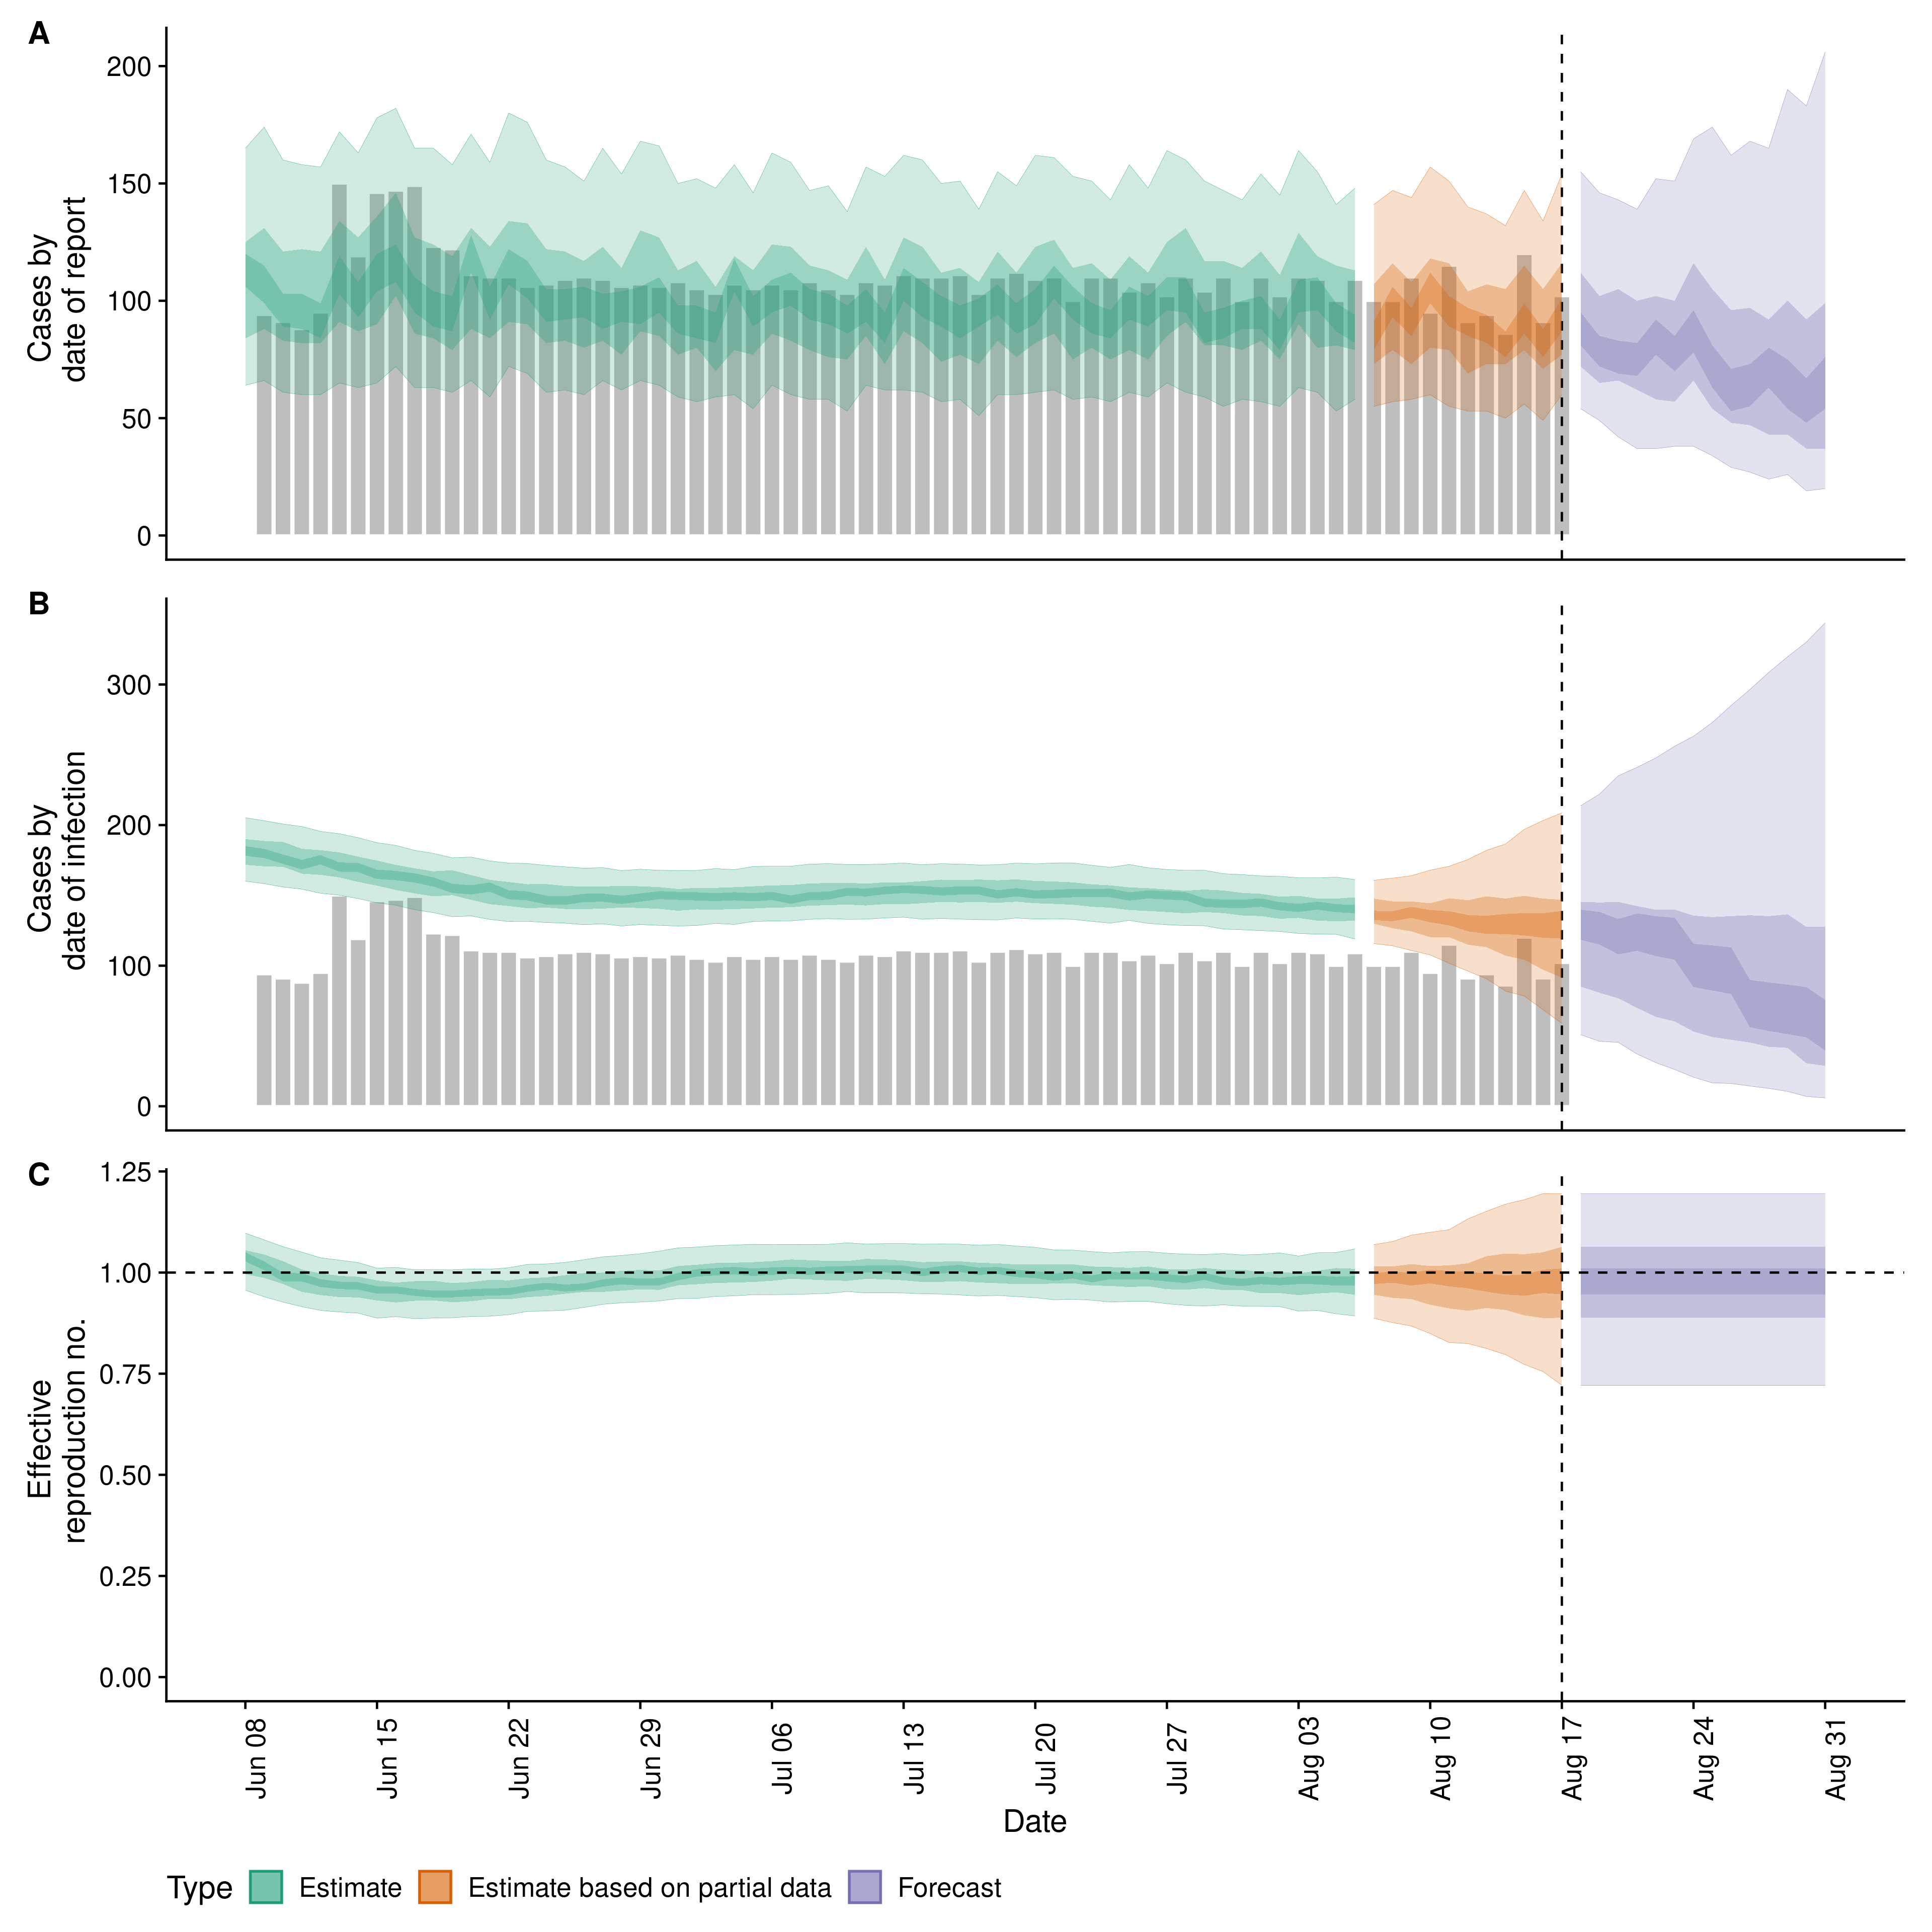 A
Cases by
date of report
200
150
100
50
0
B
Cases by
date of infection
300
200
100
0
C
Effective
reproduction no.
1.25
1.00
0.75
0.50
0.25
0.00
Jun 08
Jun 15
Jun 22
Jun 29
Jul 06
Jul 13
Jul 20
Jul 27
Aug 03
Aug 10
Aug 17
Aug 24
Aug 31
Date
Type Estimate Estimate based on partial data Forecast